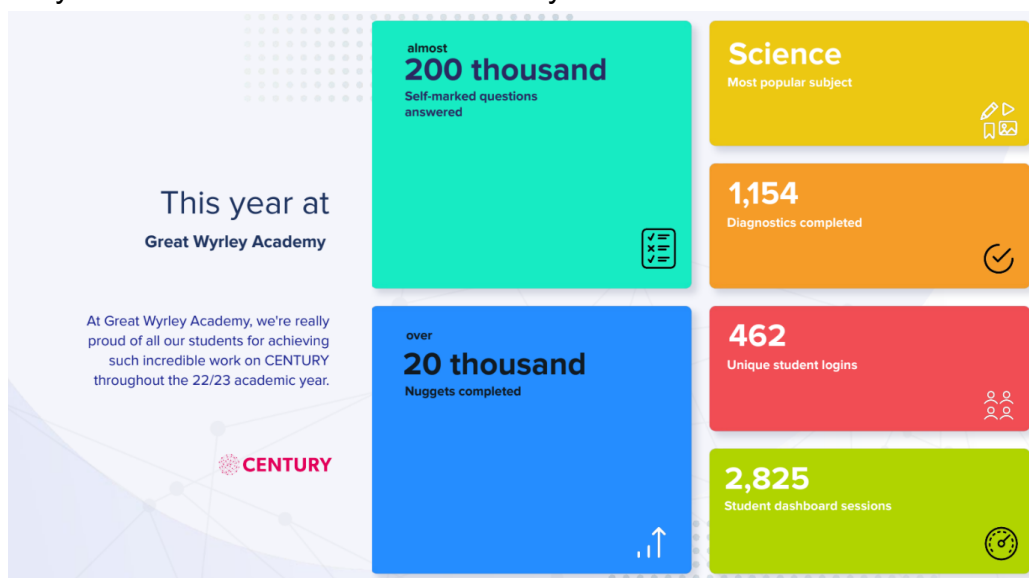 This year at
Great Wyrley Academy
At Great Wyrley Academy, we're really
proud of all our students for achieving
such incredible work on CENTURY
throughout the 22/23 academic year.
CENTURY
almost
200 thousand
Self-marked questions
answered
over
20 thousand
Nuggets completed
Science
Most popular subject
1,154
Diagnostics completed
462
Unique student logins
2,825
Student dashboard sessions